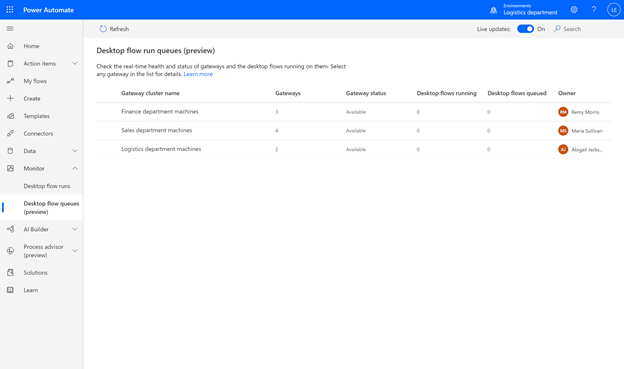 Power Automate
Environments
Logistics department
?
LE
Refresh
Live updates:
On
Search
Home
Action items
My flows
Create
Templates
Connectors
Data
Monitor
Desktop flow runs
Desktop flow queues
(preview)
AI Builder
Process advisor
(preview)
Solutions
Learn
Desktop flow run queues (preview)
Check the real-time health and status of gateways and the desktop flows running on them. Select
any gateway in the list for details. Learn more
Gateway cluster name Gateways Gateway status Desktop flows running Desktop flows queued Owner
Finance department machines 3 Available 0 0 RM Remy Morris
Sales department machines 4 Available 0 0 MS Maria Sullivan
Logistics department machines 2 Available 0 0 AJ Abigail Jacks...